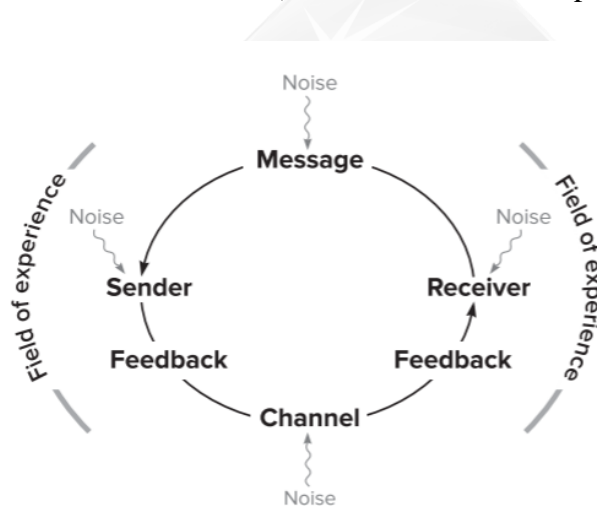 p
Noise
Message
Field of experience
Noise
Noise
Field of experience
Sender
Receiver
Feedback
Feedback
Channel
Noise